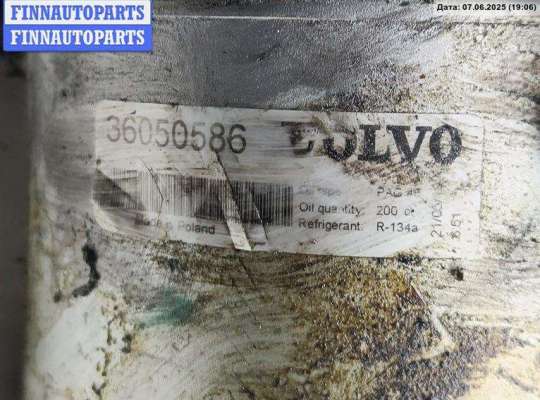 FINNAUTOPARTS
FINNAUTOPARTS
Дата: 07.06.2025 (19:06)
36050586 VOLVO
Oil quantity: 200
Poland Refrigerant: R-134a